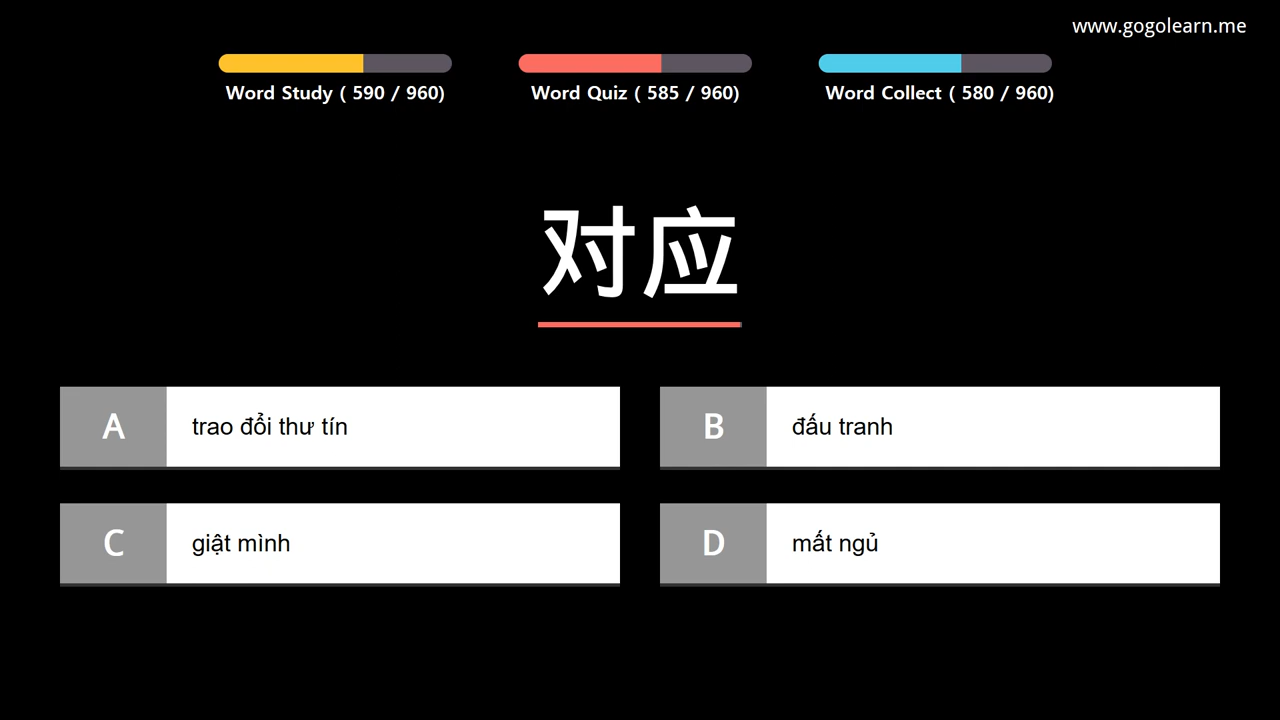 www.gogolearn.me
Word Study ( 590 / 960)
Word Quiz ( 585 / 960)
Word Collect ( 580 / 960)
对应
A trao đổi thư tín
B đấu tranh
C giật mình
D mất ngủ